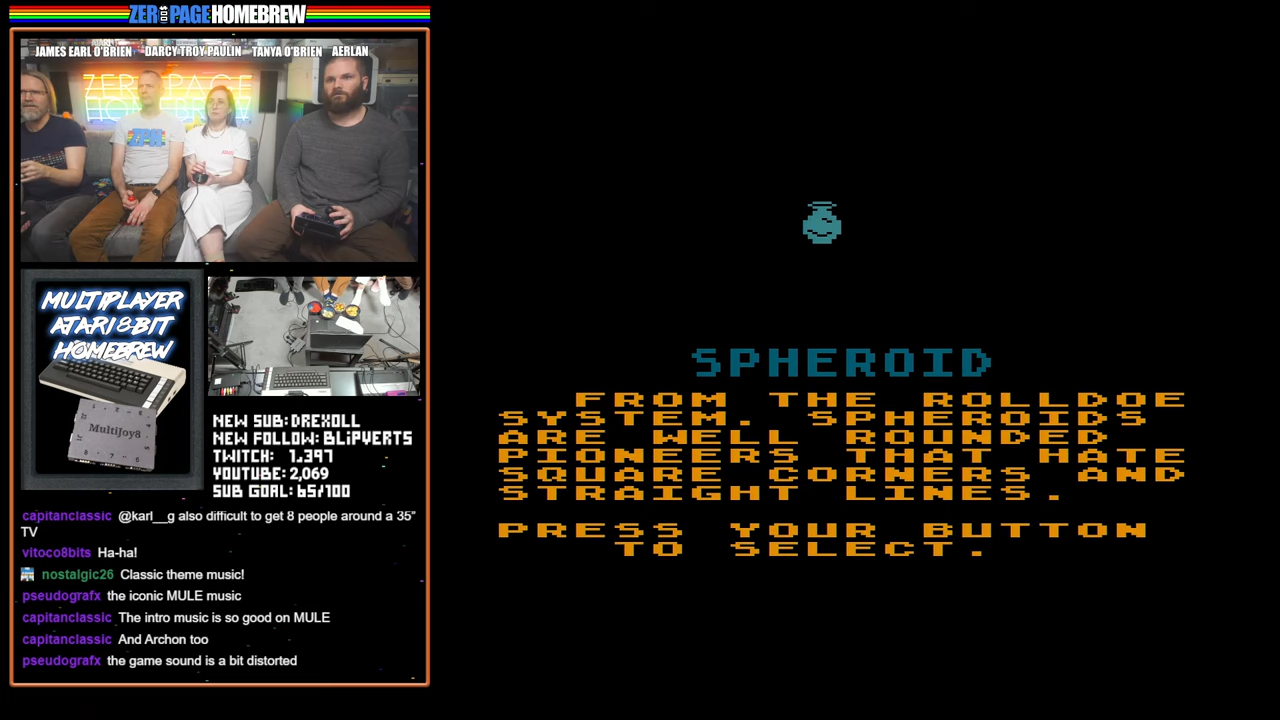 ZER PAGE HOMEBREW
JAMES EARL O'BRIEN DARCY TROY PAULIN TANYA O'BRIEN AERLAN
ZER PAGE
HOMEBREW
MULTIPLAYER
ATARI 8 BIT
HOMEBREW
MultiJoy8
NEW SUB: DREXOLL
NEW FOLLOW: BLiPVERTS
TWITCH: 1,397
YOUTUBE: 2,069
SUB GOAL: 65/100
capitanclassic @karl__g also difficult to get 8 people around a 35"
TV
vitoco8bits Ha-ha!
nostalgic26 Classic theme music!
pseudografx the iconic MULE music
capitanclassic The intro music is so good on MULE
capitanclassic And Archon too
pseudografx the game sound is a bit distorted
SPHEROID
FROM THE ROLLDOE
SYSTEM. SPHEROIDS
ARE WELL ROUNDED
PIONEERS THAT HATE
SQUARE CORNERS AND
STRAIGHT LINES.
PRESS YOUR BUTTON
TO SELECT.